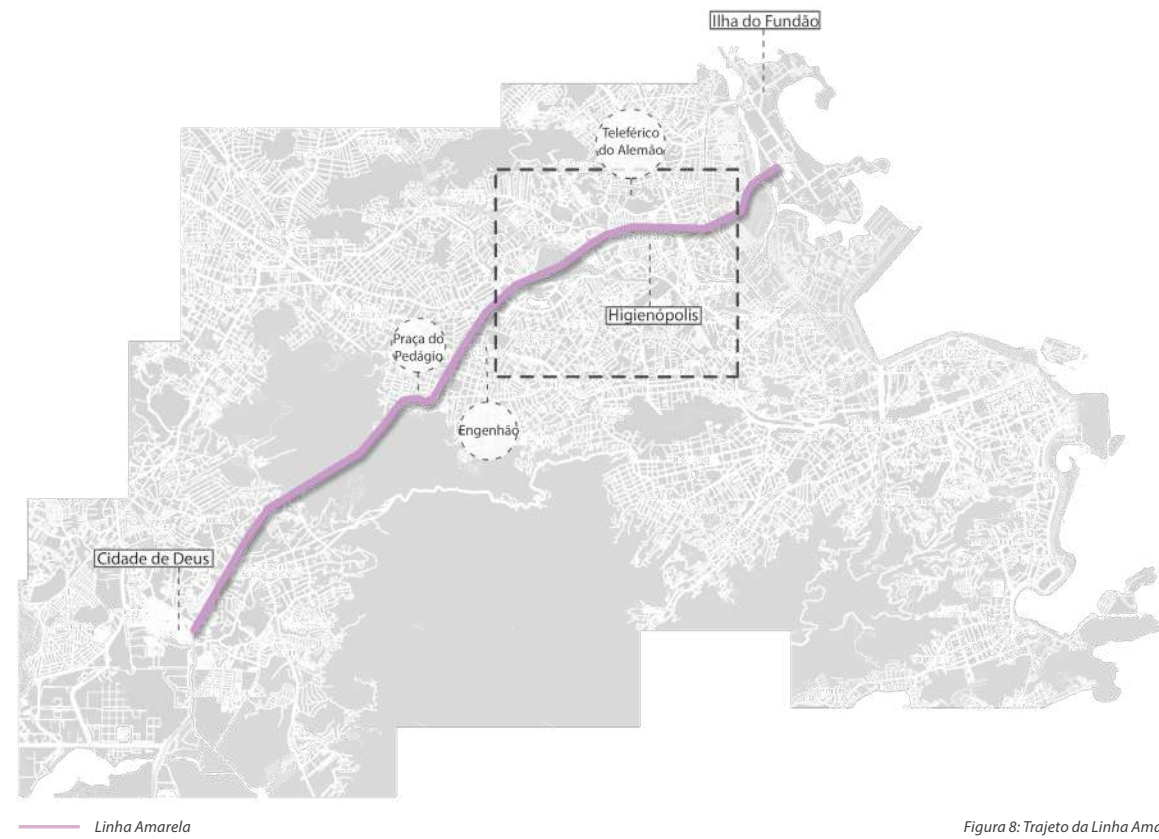 Ilha do Fundão
Teleférico
do Alemão
Higienópolis
Praça do
Pedágio
Engenhão
Cidade de Deus
Linha Amarela
Figura 8: Trajeto da Linha Ama